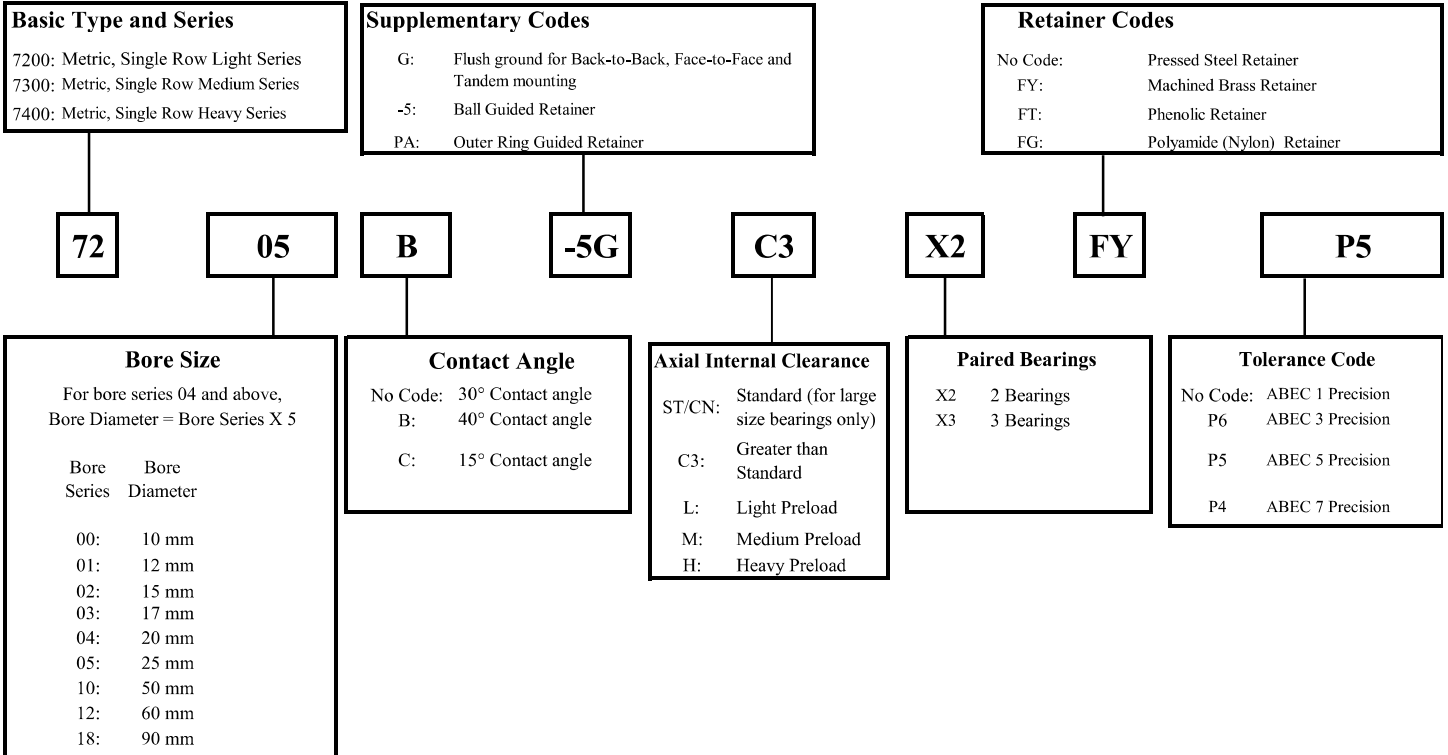 Basic Type and Series
7200: Metric, Single Row Light Series
7300: Metric, Single Row Medium Series
7400: Metric, Single Row Heavy Series
Supplementary Codes
G: Flush ground for Back-to-Back, Face-to-Face and
Tandem mounting
-5: Ball Guided Retainer
PA: Outer Ring Guided Retainer
Retainer Codes
No Code: Pressed Steel Retainer
FY: Machined Brass Retainer
FT: Phenolic Retainer
FG: Polyamide (Nylon) Retainer
72 05 B -5G C3 X2 FY P5
Bore Size
For bore series 04 and above,
Bore Diameter = Bore Series X 5
Bore Bore
Series Diameter
00: 10 mm
01: 12 mm
02: 15 mm
03: 17 mm
04: 20 mm
05: 25 mm
10: 50 mm
12: 60 mm
18: 90 mm
Contact Angle
No Code: 30° Contact angle
B: 40° Contact angle
C: 15° Contact angle
Axial Internal Clearance
ST/CN: Standard (for large
size bearings only)
C3: Greater than
Standard
L: Light Preload
M: Medium Preload
H: Heavy Preload
Paired Bearings
X2 2 Bearings
X3 3 Bearings
Tolerance Code
No Code: ABEC 1 Precision
P6 ABEC 3 Precision
P5 ABEC 5 Precision
P4 ABEC 7 Precision